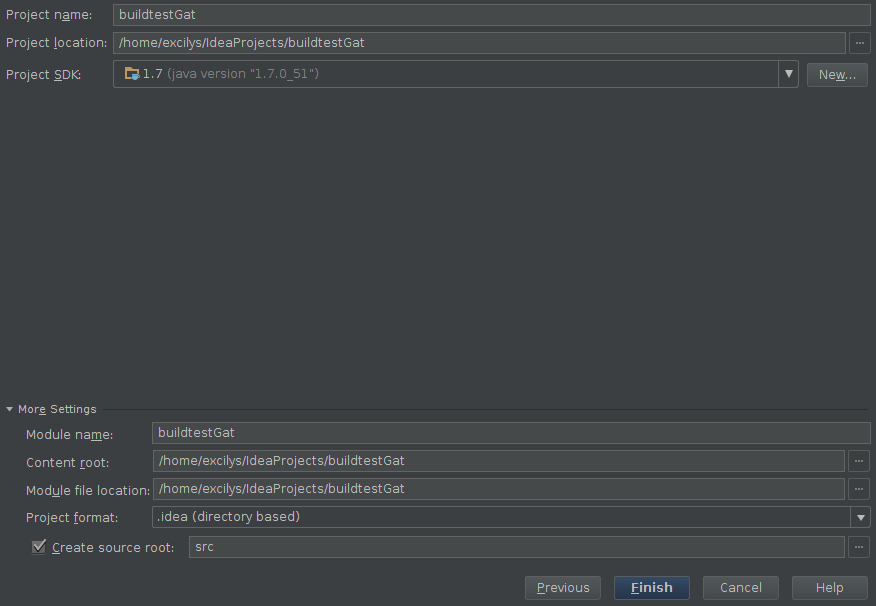 Project name: buildtestGat
Project location: /home/excilys/IdeaProjects/buildtestGat ...
Project SDK: 1.7 (java version "1.7.0_51") New...
More Settings
Module name: buildtestGat
Content root: /home/excilys/IdeaProjects/buildtestGat ...
Module file location: /home/excilys/IdeaProjects/buildtestGat ...
Project format: .idea (directory based)
Create source root: src ...
Previous Finish Cancel Help